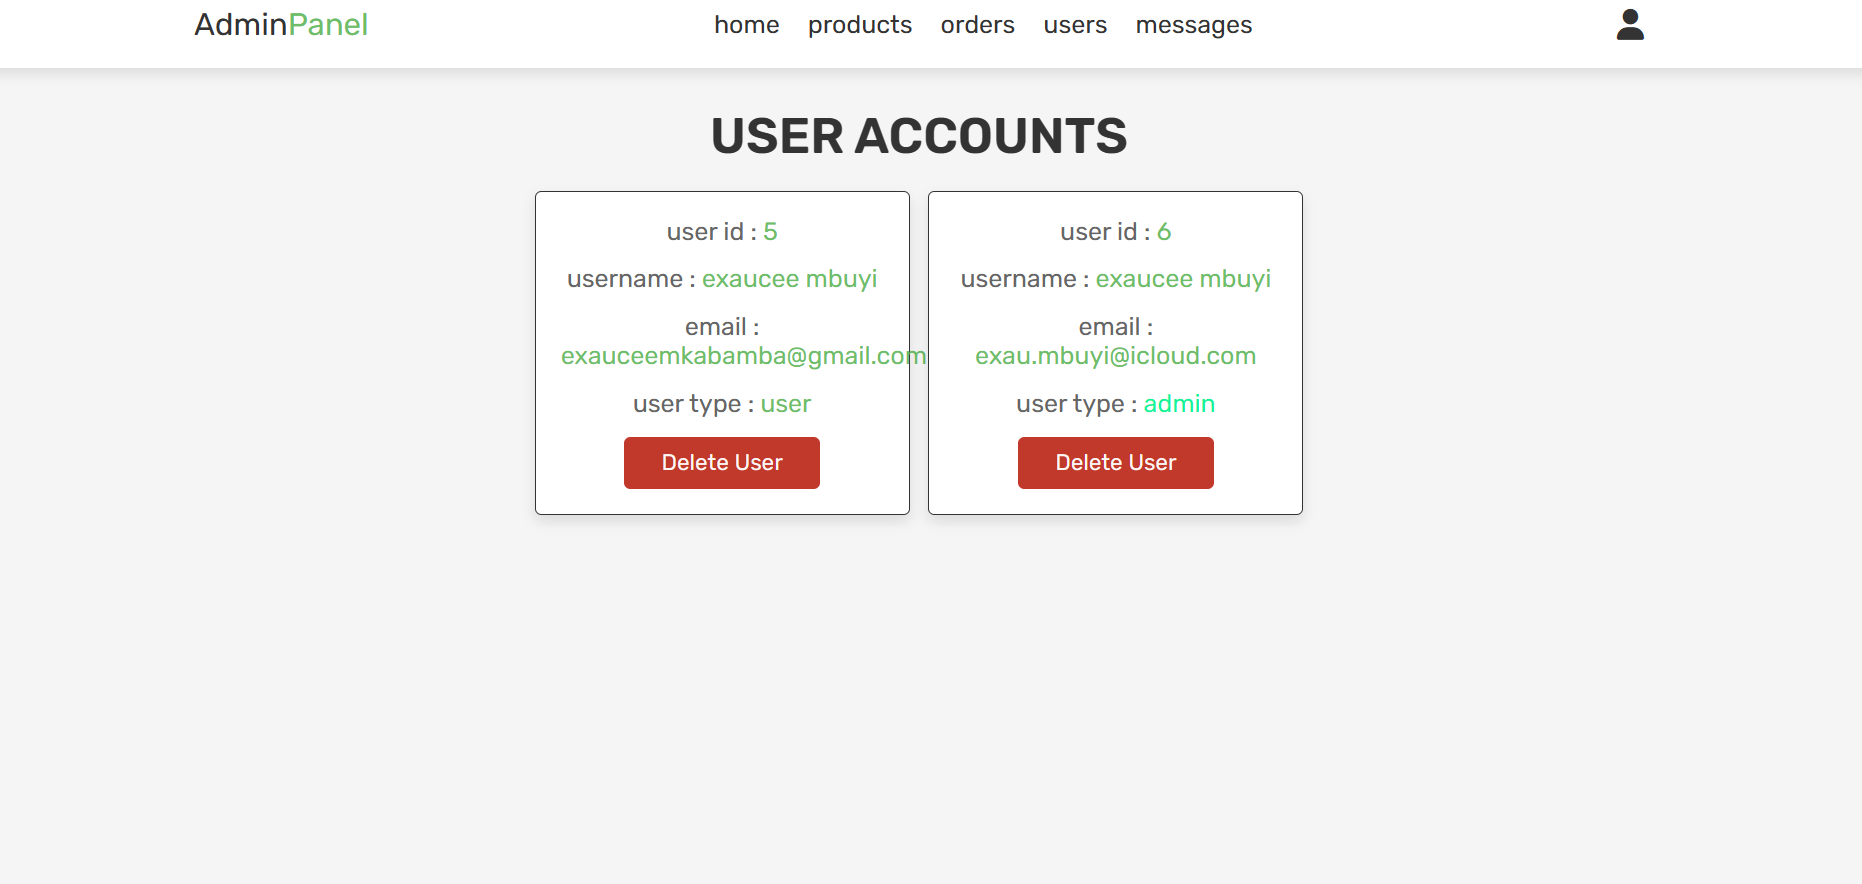 AdminPanel
home products orders users messages
USER ACCOUNTS
user id : 5
username : exaucee mbuyi
email :
exauceemkabamba@gmail.com
user type : user
Delete User
user id : 6
username : exaucee mbuyi
email :
exau.mbuyi@icloud.com
user type : admin
Delete User